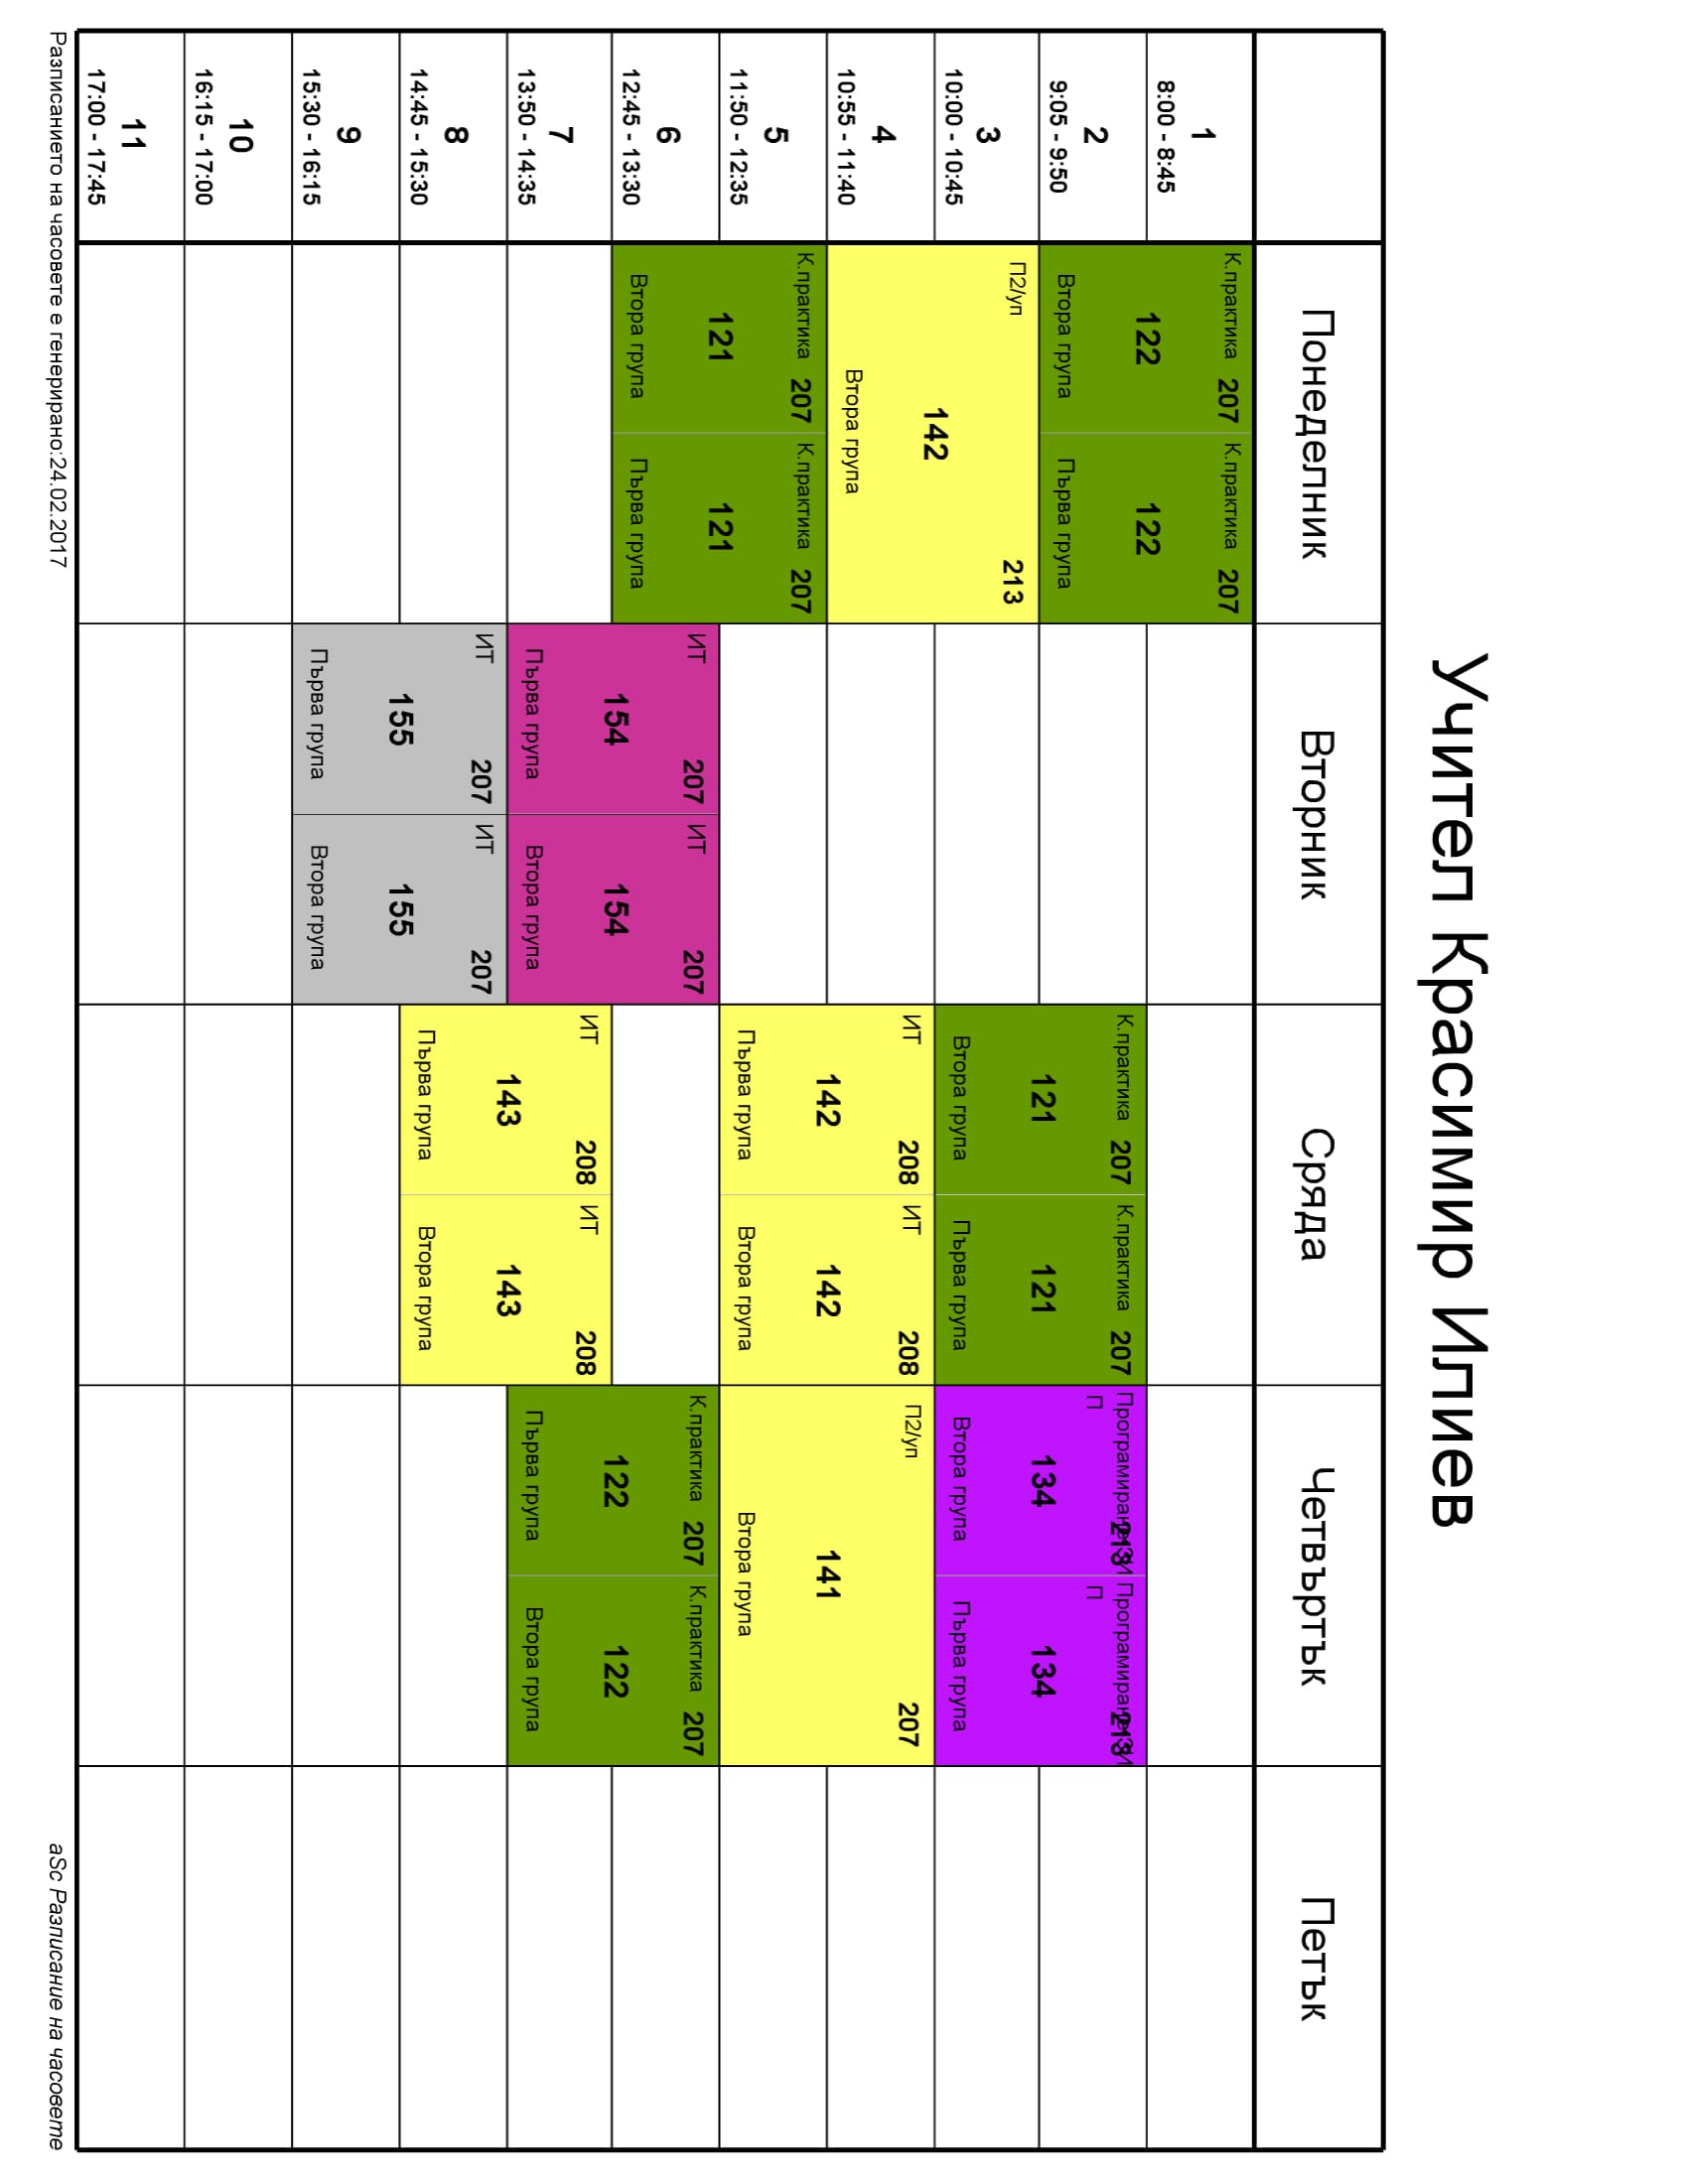 Учител Красимир Илиев
Понеделник
Вторник
Сряда
Четвъртък
Петък
1
8:00 - 8:45
2
9:05 - 9:50
3
10:00 - 10:45
4
10:55 - 11:40
5
11:50 - 12:35
6
12:45 - 13:30
7
13:50 - 14:35
8
14:45 - 15:30
9
15:30 - 16:15
10
16:15 - 17:00
11
17:00 - 17:45
К.практика 207
122
Втора група
К.практика 207
122
Първа група
П2/уп 213
142
Втора група
К.практика 207
121
Втора група
К.практика 207
121
Първа група
ИТ 207
154
Първа група
ИТ 207
154
Втора група
ИТ 207
155
Първа група
ИТ 207
155
Втора група
К.практика 207
121
Втора група
К.практика 207
121
Първа група
ИТ 208
142
Първа група
ИТ 208
142
Втора група
ИТ 208
143
Първа група
ИТ 208
143
Втора група
213
П
134
Втора група
213
П
134
Първа група
П2/уп 207
141
Втора група
К.практика 207
122
Първа група
К.практика 207
122
Втора група
Разписанието на часовете е генерирано:24.02.2017
aSc Разписание на часовете